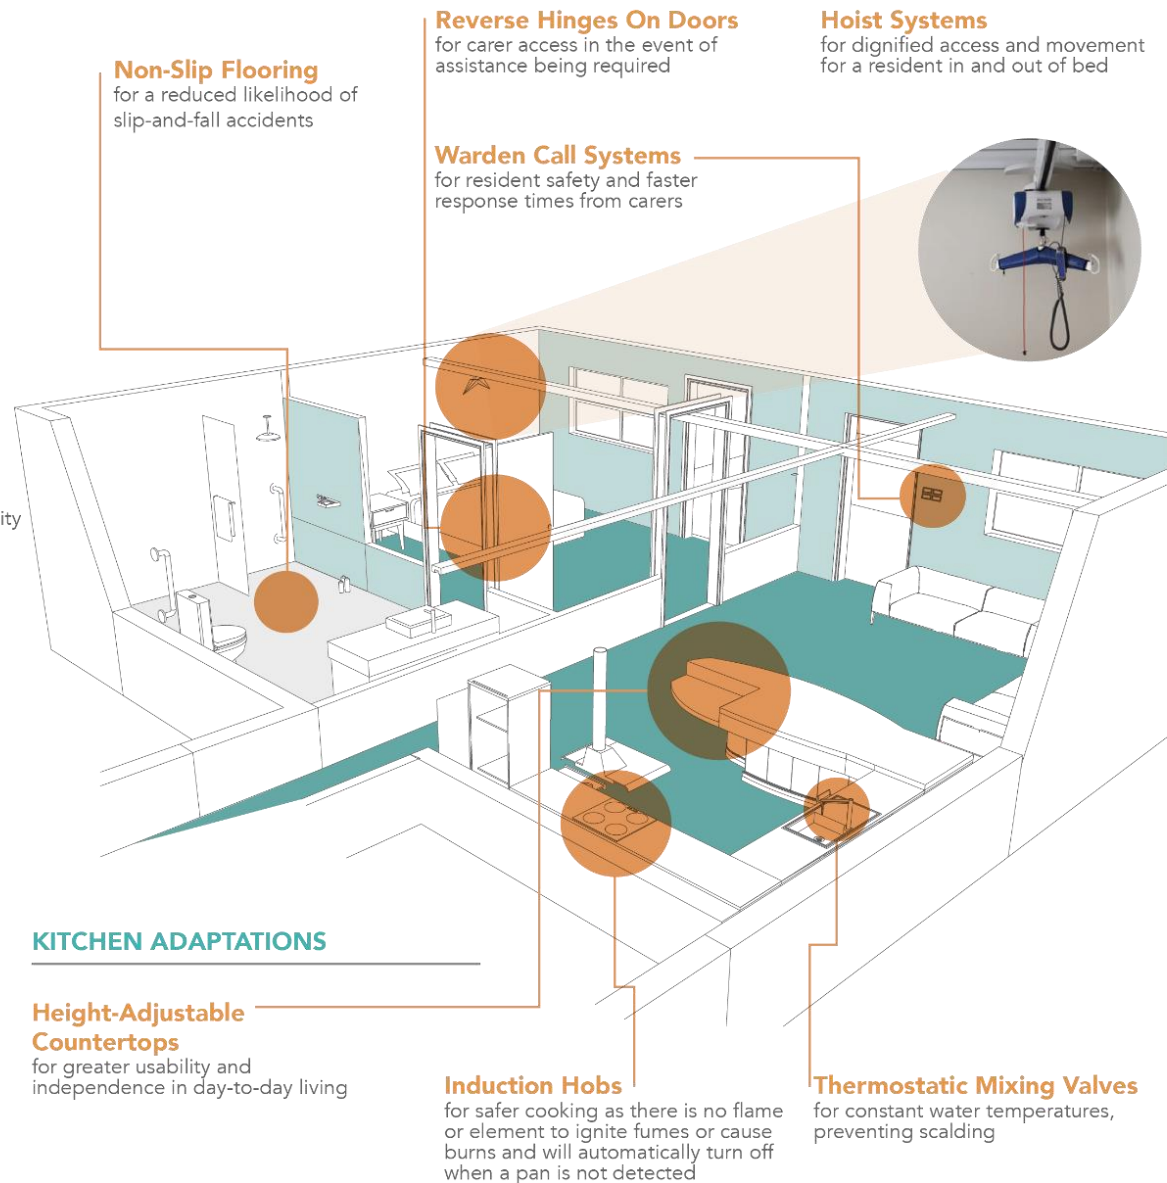 Reverse Hinges On Doors
for carer access in the event of
assistance being required
Hoist Systems
for dignified access and movement
for a resident in and out of bed
Non-Slip Flooring
for a reduced likelihood of
slip-and-fall accidents
Warden Call Systems
for resident safety and faster
response times from carers
ity
KITCHEN ADAPTATIONS
Height-Adjustable
Countertops
for greater usability and
independence in day-to-day living
Induction Hobs
for safer cooking as there is no flame
or element to ignite fumes or cause
burns and will automatically turn off
when a pan is not detected
Thermostatic Mixing Valves
for constant water temperatures,
preventing scalding